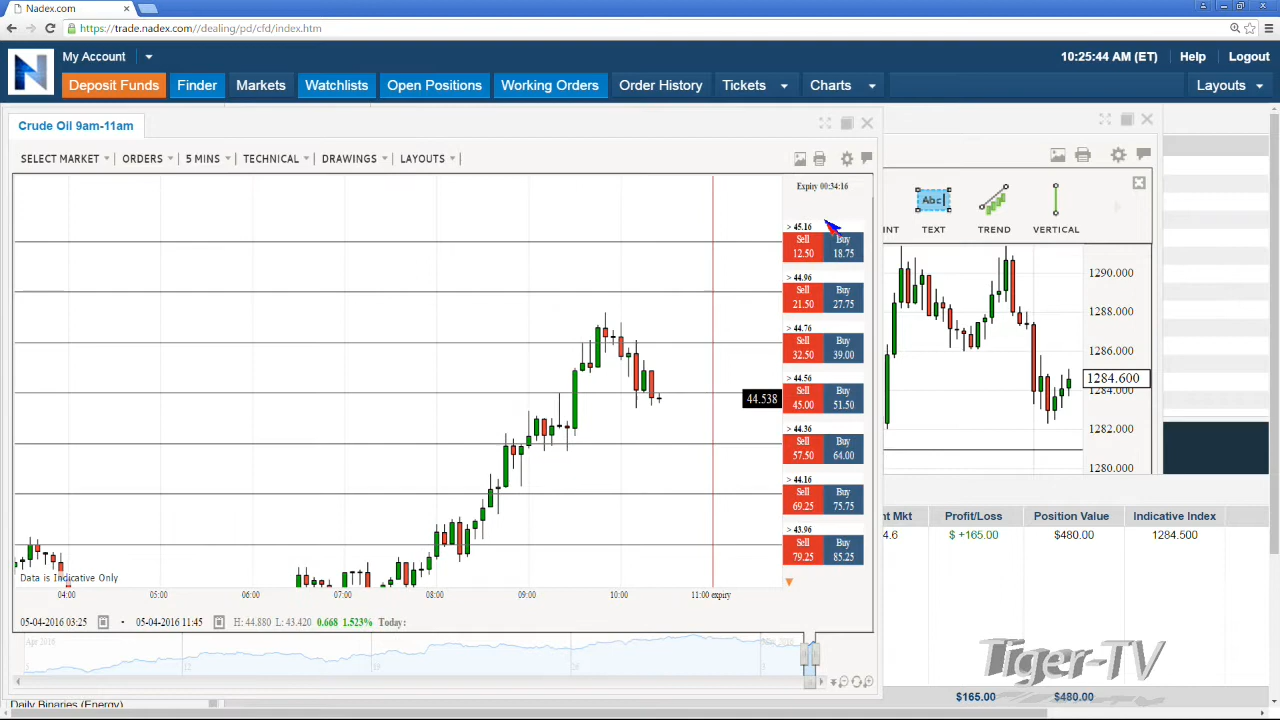 Nadex.com
https://trade.nadex.com//dealing/pd/cfd/index.htm
My Account
10:25:44 AM (ET) Help Logout
Deposit Funds Finder Markets Watchlists Open Positions Working Orders Order History Tickets Charts Layouts
Crude Oil 9am-11am
SELECT MARKET ORDERS 5 MINS TECHNICAL DRAWINGS LAYOUTS
Expiry 00:34:16
> 45.16
Sell Buy
12.50 18.75
> 44.96
Sell Buy
21.50 27.75
> 44.76
Sell Buy
32.50 39.00
> 44.56
Sell Buy
45.00 51.50
44.538
> 44.36
Sell Buy
57.50 64.00
> 44.16
Sell Buy
69.25 75.75
> 43.96
Sell Buy
79.25 85.25
Data is Indicative Only
04:00 05:00 06:00 07:00 08:00 09:00 10:00 11:00 expiry
05-04-2016 03:25 - 05-04-2016 11:45 H: 44.880 L: 43.420 0.668 1.523% Today:
Apr 2016
12 19
Daily Binaries (Energy)
Abc
INT TEXT TREND VERTICAL
1290.000
1288.000
1286.000
1284.600
1284.000
1282.000
1280.000
nt Mkt Profit/Loss Position Value Indicative Index
4.6 $ +165.00 $480.00 1284.500
Tiger-TV
$165.00 $480.00